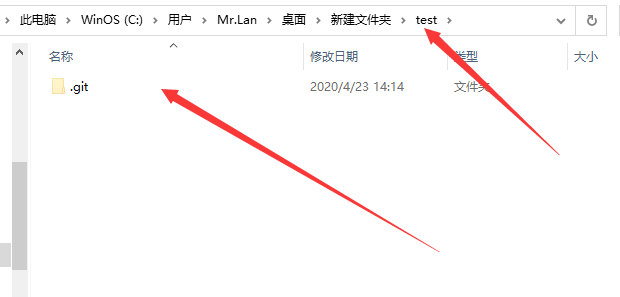 此电脑 > WinOS (C:) > 用户 > Mr.Lan > 桌面 > 新建文件夹 > test >
名称 修改日期 类型 大小
.git 2020/4/23 14:14 文件夹